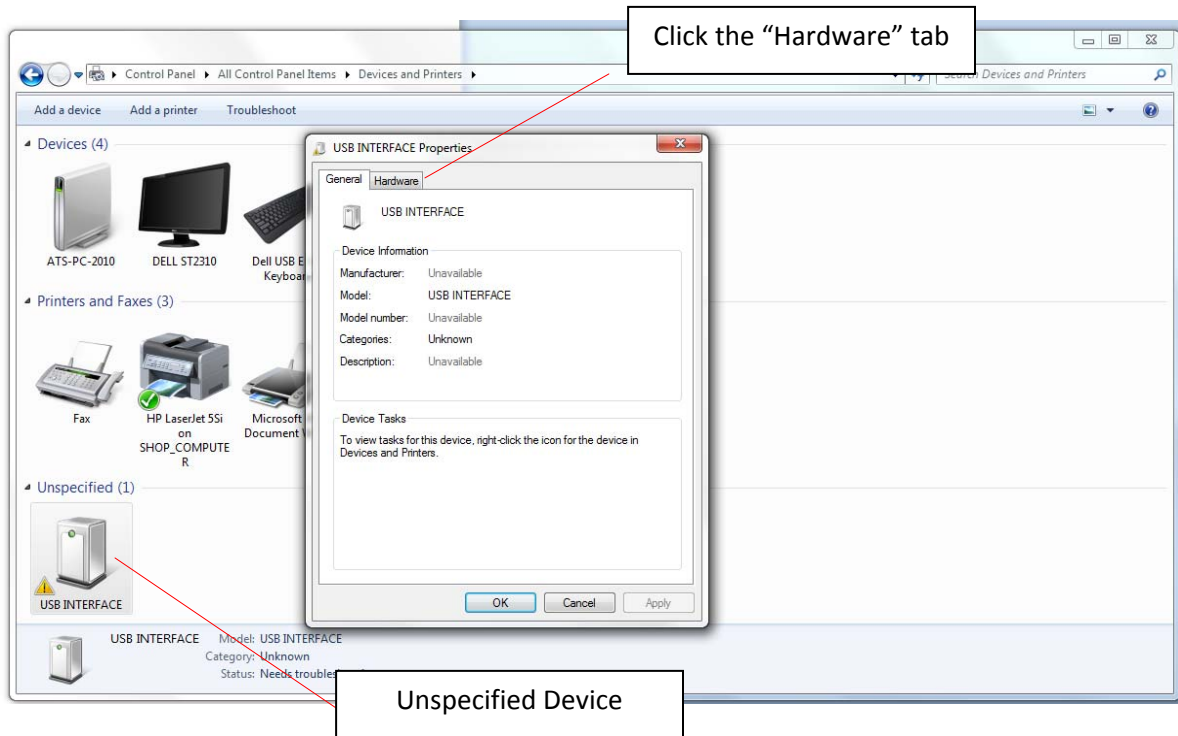 Click the “Hardware” tab
Control Panel ▸ All Control Panel Items ▸ Devices and Printers ▸
Search Devices and Printers
Add a device Add a printer Troubleshoot
Devices (4)
ATS-PC-2010
DELL ST2310
Dell USB E
Keyboar
Printers and Faxes (3)
Fax
HP LaserJet 5Si
on
SHOP_COMPUTE
R
Microsoft
Document
Unspecified (1)
USB INTERFACE
USB INTERFACE Properties
General Hardware
USB INTERFACE
Device Information
Manufacturer: Unavailable
Model: USB INTERFACE
Model number: Unavailable
Categories: Unknown
Description: Unavailable
Device Tasks
To view tasks for this device, right-click the icon for the device in
Devices and Printers.
OK Cancel Apply
USB INTERFACE Model: USB INTERFACE
Category: Unknown
Status: Needs troubles
Unspecified Device